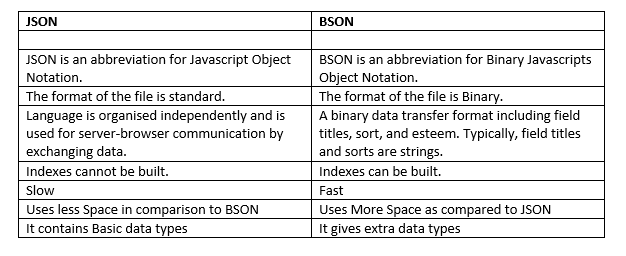 JSON
BSON
JSON is an abbreviation for Javascript Object
Notation.
BSON is an abbreviation for Binary Javascripts
Object Notation.
The format of the file is standard.
The format of the file is Binary.
Language is organised independently and is
used for server-browser communication by
exchanging data.
A binary data transfer format including field
titles, sort, and esteem. Typically, field titles
and sorts are strings.
Indexes cannot be built.
Indexes can be built.
Slow
Fast
Uses less Space in comparison to BSON
Uses More Space as compared to JSON
It contains Basic data types
It gives extra data types